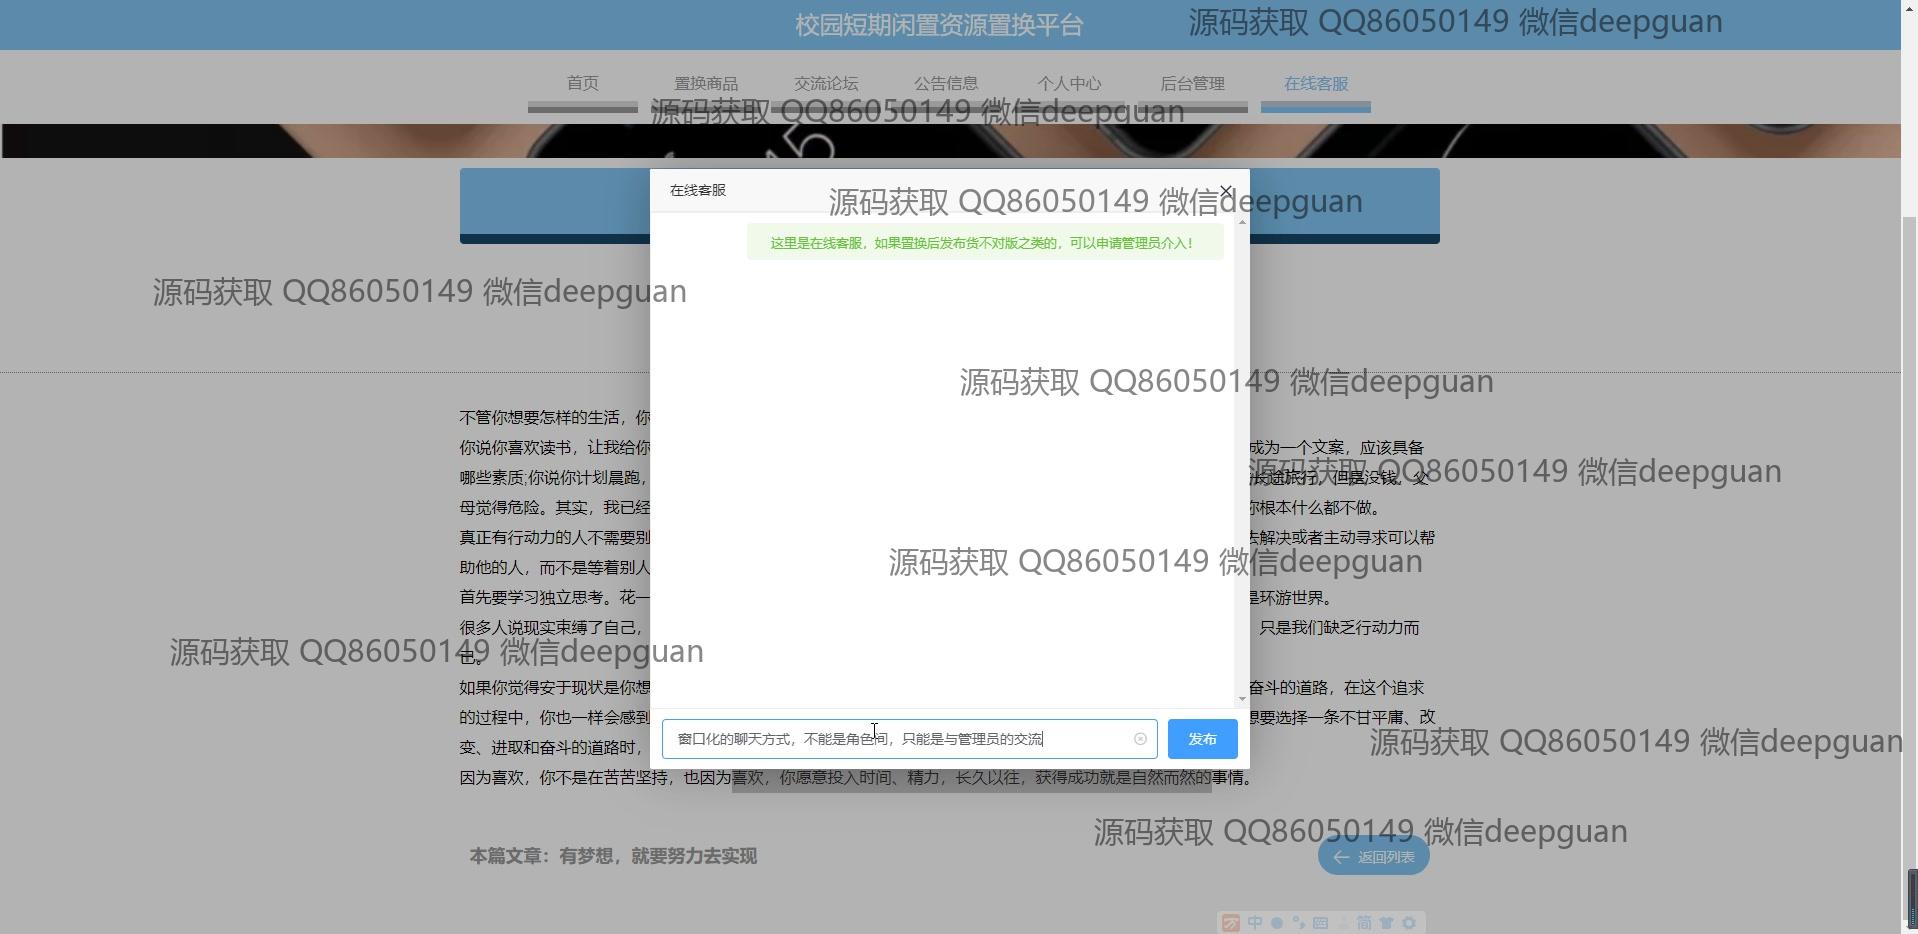 校园短期闲置资源置换平台
源码获取 QQ86050149 微信deepguan
首页 置换商品 交流论坛 公告信息 个人中心 后台管理 在线客服
源码获取 QQ86050149 微信deepguan
在线客服
源码获取 QQ86050149 微信deepguan
这里是在线客服，如果置换后发布货不对版之类的，可以申请管理员介入！
源码获取 QQ86050149 微信deepguan
源码获取 QQ86050149 微信deepguan
不管你想要怎样的生活，你
你说你喜欢读书，让我给你 成为一个文案，应该具备
源码获取 QQ86050149 微信deepguan
哪些素质;你说你计划晨跑， 长途旅行，但是没钱，父
母觉得危险。其实，我已经 你根本什么都不做。
真正有行动力的人不需要别 去解决或者主动寻求可以帮
源码获取 QQ86050149 微信deepguan
助他的人，而不是等着别人
首先要学习独立思考。花一 是环游世界。
很多人说现实束缚了自己， 只是我们缺乏行动力而
源码获取 QQ86050149 微信deepguan
已。
如果你觉得安于现状是你想 奋斗的道路，在这个追求
的过程中，你也一样会感到 想要选择一条不甘平庸、改
窗口化的聊天方式，不能是角色间，只能是与管理员的交流 发布
源码获取 QQ86050149 微信deepguan
变、进取和奋斗的道路时，
因为喜欢，你不是在苦苦坚持，也因为喜欢，你愿意投入时间、精力，长久以往，获得成功就是自然而然的事情。
源码获取 QQ86050149 微信deepguan
本篇文章：有梦想，就要努力去实现
返回列表
中 简